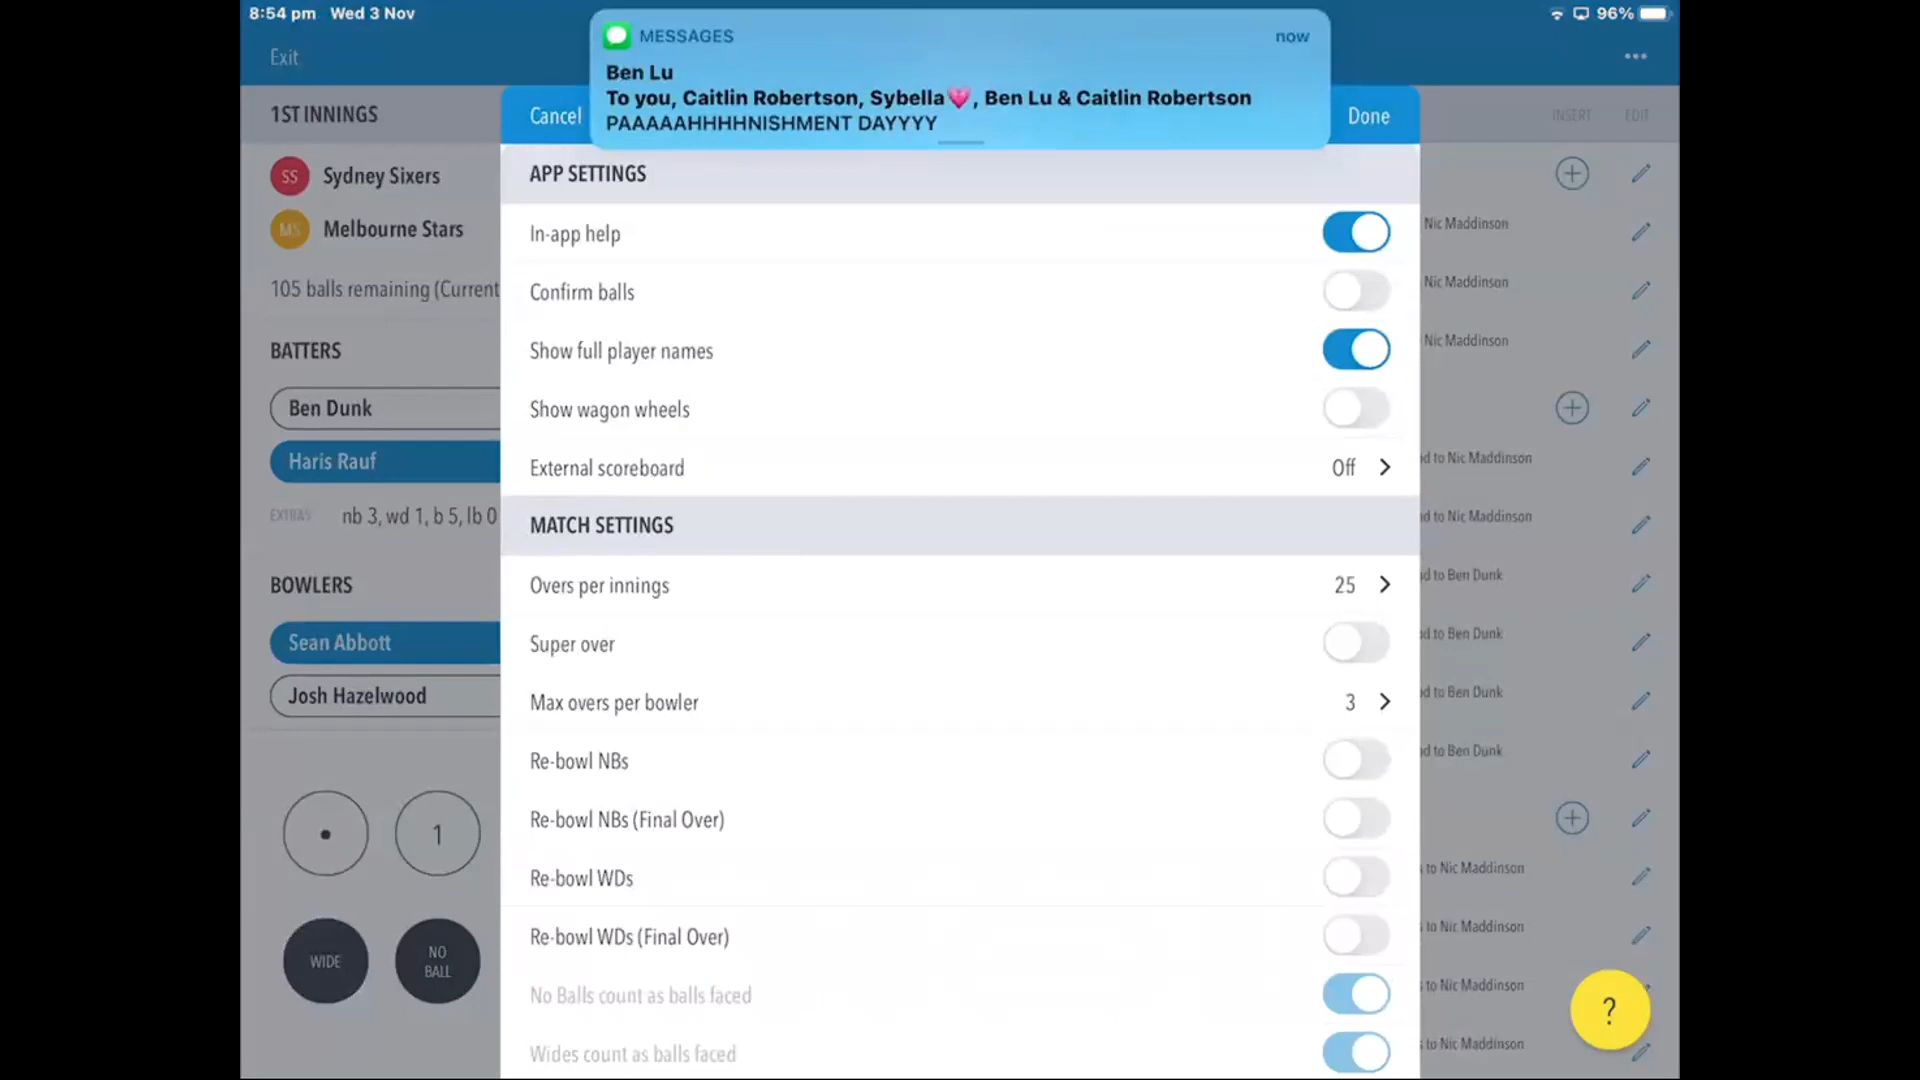 8:54 pm Wed 3 Nov
96%
Exit
MESSAGES
now
Ben Lu
To you, Caitlin Robertson, Sybella💗, Ben Lu & Caitlin Robertson
PAAAAAHHHHNISHMENT DAYYYY
Cancel
Done
1ST INNINGS
INSERT
EDIT
SS Sydney Sixers
MS Melbourne Stars
105 balls remaining (Current
BATTERS
Ben Dunk
Haris Rauf
EXTRAS nb 3, wd 1, b 5, lb 0
BOWLERS
Sean Abbott
Josh Hazelwood
1
WIDE
NO
BALL
APP SETTINGS
In-app help
Confirm balls
Show full player names
Show wagon wheels
External scoreboard Off
MATCH SETTINGS
Overs per innings 25
Super over
Max overs per bowler 3
Re-bowl NBs
Re-bowl NBs (Final Over)
Re-bowl WDs
Re-bowl WDs (Final Over)
No Balls count as balls faced
Wides count as balls faced
Nic Maddinson
Nic Maddinson
Nic Maddinson
d to Nic Maddinson
d to Nic Maddinson
d to Ben Dunk
d to Ben Dunk
d to Ben Dunk
d to Ben Dunk
to Nic Maddinson
to Nic Maddinson
to Nic Maddinson
to Nic Maddinson
?